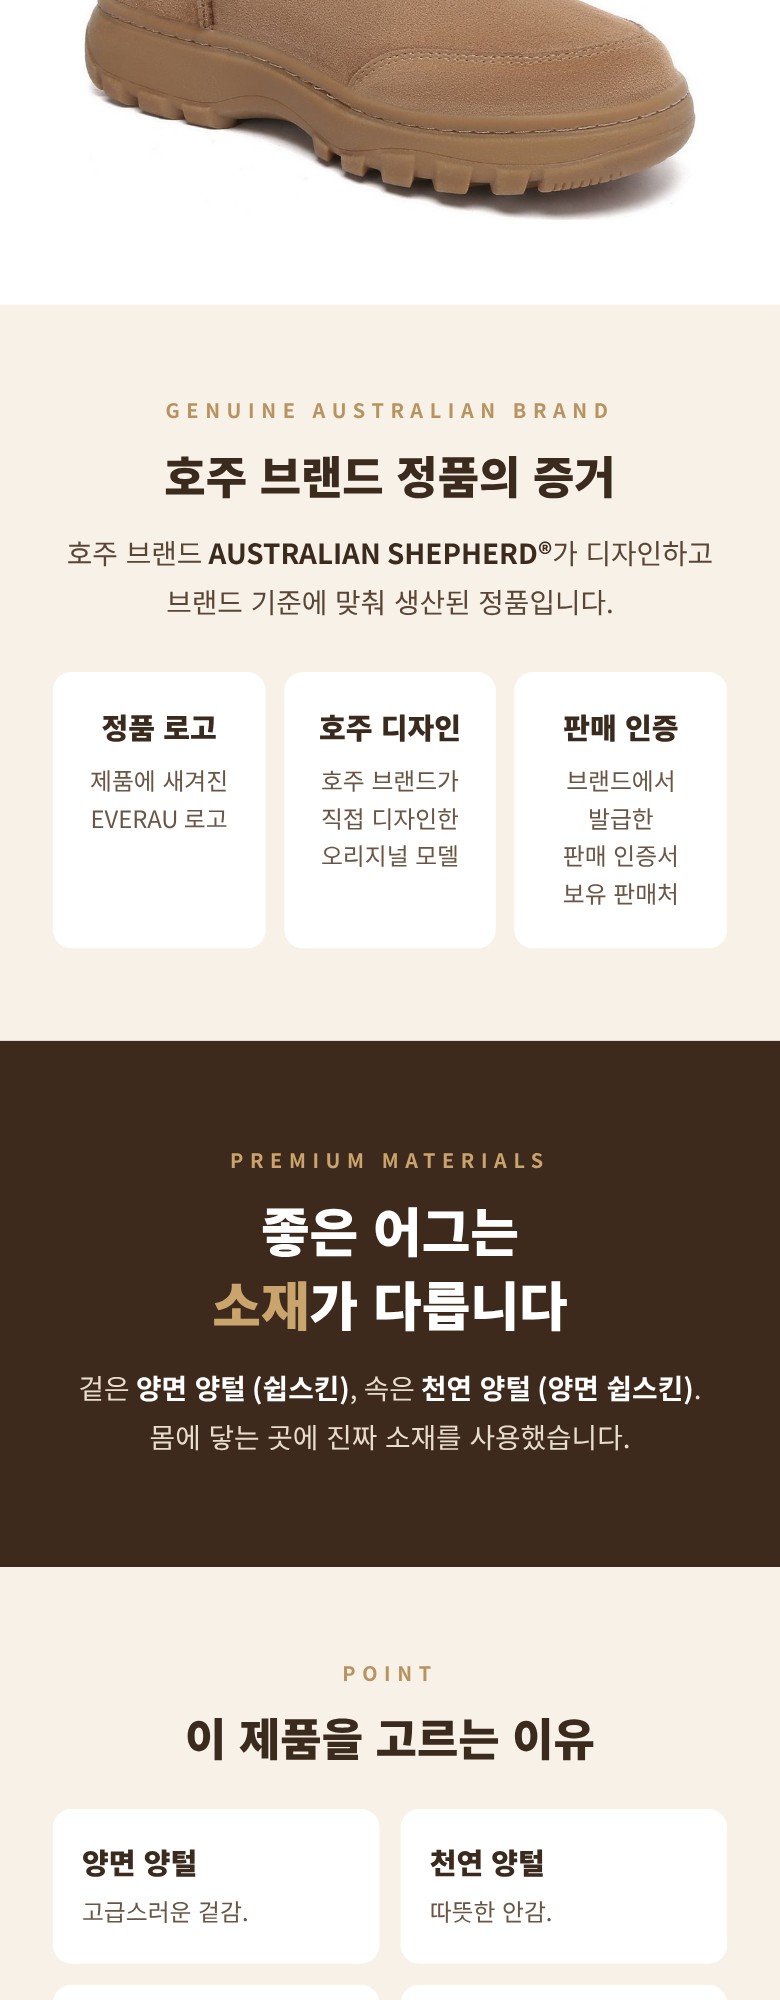 GENUINE AUSTRALIAN BRAND
호주 브랜드 정품의 증거
호주 브랜드 AUSTRALIAN SHEPHERD®가 디자인하고
브랜드 기준에 맞춰 생산된 정품입니다.
정품 로고
제품에 새겨진
EVERAU 로고
호주 디자인
호주 브랜드가
직접 디자인한
오리지널 모델
판매 인증
브랜드에서
발급한
판매 인증서
보유 판매처
PREMIUM MATERIALS
좋은 어그는
소재가 다릅니다
겉은 양면 양털 (쉽스킨), 속은 천연 양털 (양면 쉽스킨).
몸에 닿는 곳에 진짜 소재를 사용했습니다.
POINT
이 제품을 고르는 이유
양면 양털
고급스러운 겉감.
천연 양털
따뜻한 안감.